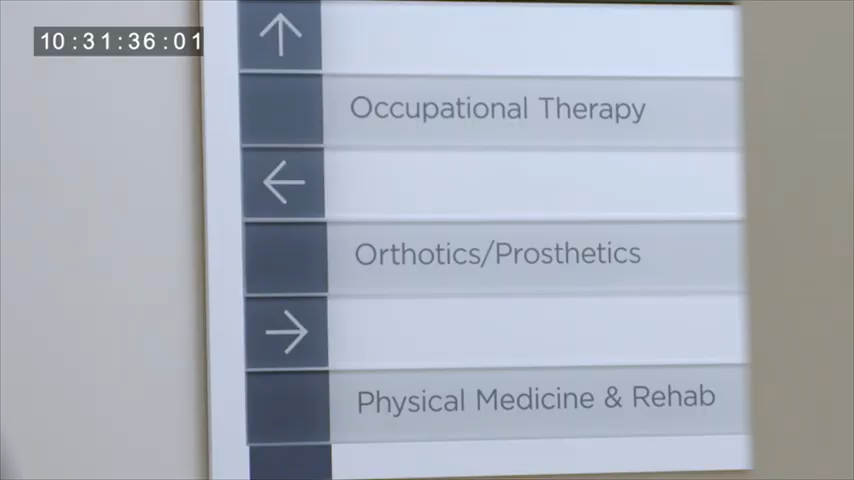 10:31:36:01
↑
Occupational Therapy
←
Orthotics/Prosthetics
→
Physical Medicine & Rehab